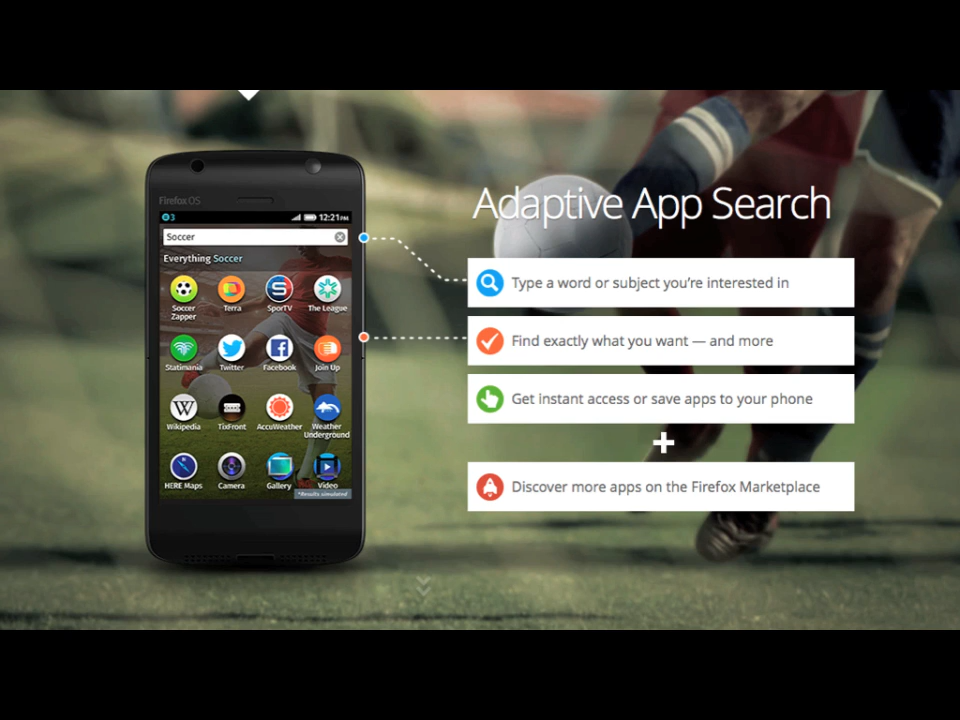 Adaptive App Search
Firefox OS
3
12:21PM
Soccer
Everything Soccer
Soccer Zapper
Terra
SporTV
The League
Statimania
Twitter
Facebook
Join Up
Wikipedia
TixFront
AccuWeather
Weather Underground
HERE Maps
Camera
Gallery
Video
*Results simulated
Type a word or subject you're interested in
Find exactly what you want — and more
Get instant access or save apps to your phone
+
Discover more apps on the Firefox Marketplace